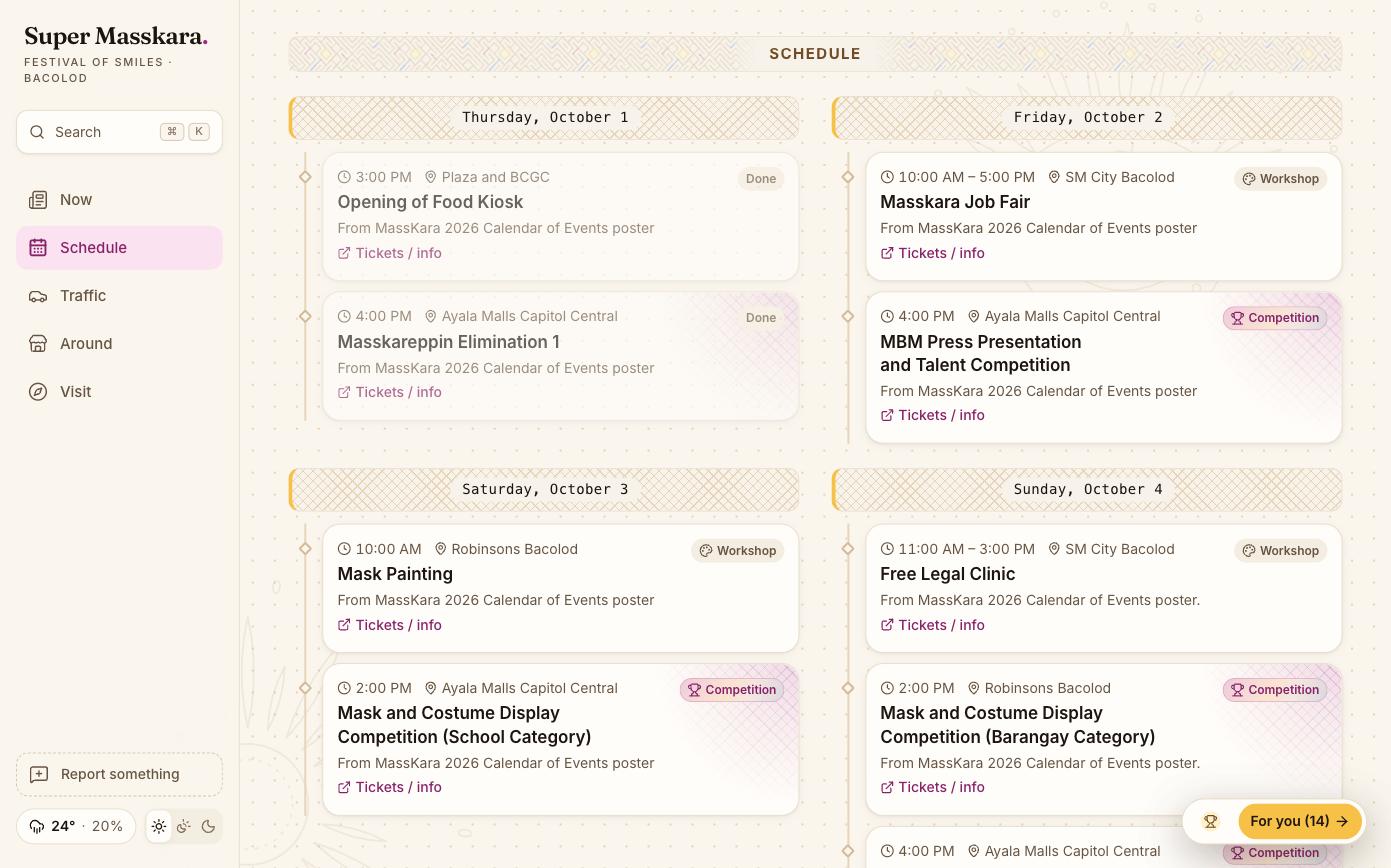 Super Masskara.
FESTIVAL OF SMILES ·
BACOLOD
Search ⌘ K
Now
Schedule
Traffic
Around
Visit
Report something
24° · 20%
SCHEDULE
Thursday, October 1
3:00 PM Plaza and BCGC Done
Opening of Food Kiosk
From MassKara 2026 Calendar of Events poster
Tickets / info
4:00 PM Ayala Malls Capitol Central Done
Masskareppin Elimination 1
From MassKara 2026 Calendar of Events poster
Tickets / info
Friday, October 2
10:00 AM – 5:00 PM SM City Bacolod Workshop
Masskara Job Fair
From MassKara 2026 Calendar of Events poster
Tickets / info
4:00 PM Ayala Malls Capitol Central Competition
MBM Press Presentation
and Talent Competition
From MassKara 2026 Calendar of Events poster
Tickets / info
Saturday, October 3
10:00 AM Robinsons Bacolod Workshop
Mask Painting
From MassKara 2026 Calendar of Events poster
Tickets / info
2:00 PM Ayala Malls Capitol Central Competition
Mask and Costume Display
Competition (School Category)
From MassKara 2026 Calendar of Events poster
Tickets / info
Sunday, October 4
11:00 AM – 3:00 PM SM City Bacolod Workshop
Free Legal Clinic
From MassKara 2026 Calendar of Events poster.
Tickets / info
2:00 PM Robinsons Bacolod Competition
Mask and Costume Display
Competition (Barangay Category)
From MassKara 2026 Calendar of Events poster.
Tickets / info
4:00 PM Ayala Malls Capitol Central Competition
For you (14) →